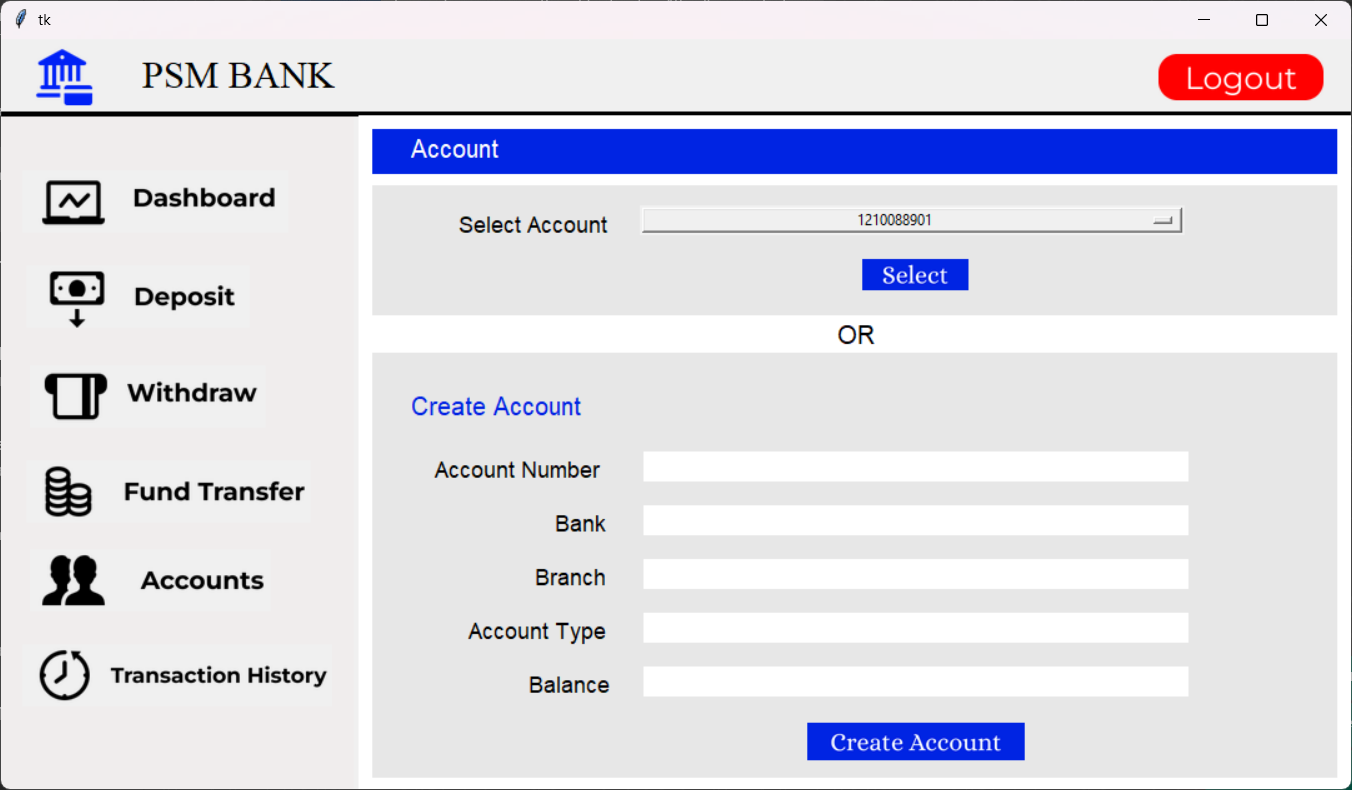 tk
PSM BANK
Logout
Dashboard
Deposit
Withdraw
Fund Transfer
Accounts
Transaction History
Account
Select Account 1210088901
Select
OR
Create Account
Account Number
Bank
Branch
Account Type
Balance
Create Account